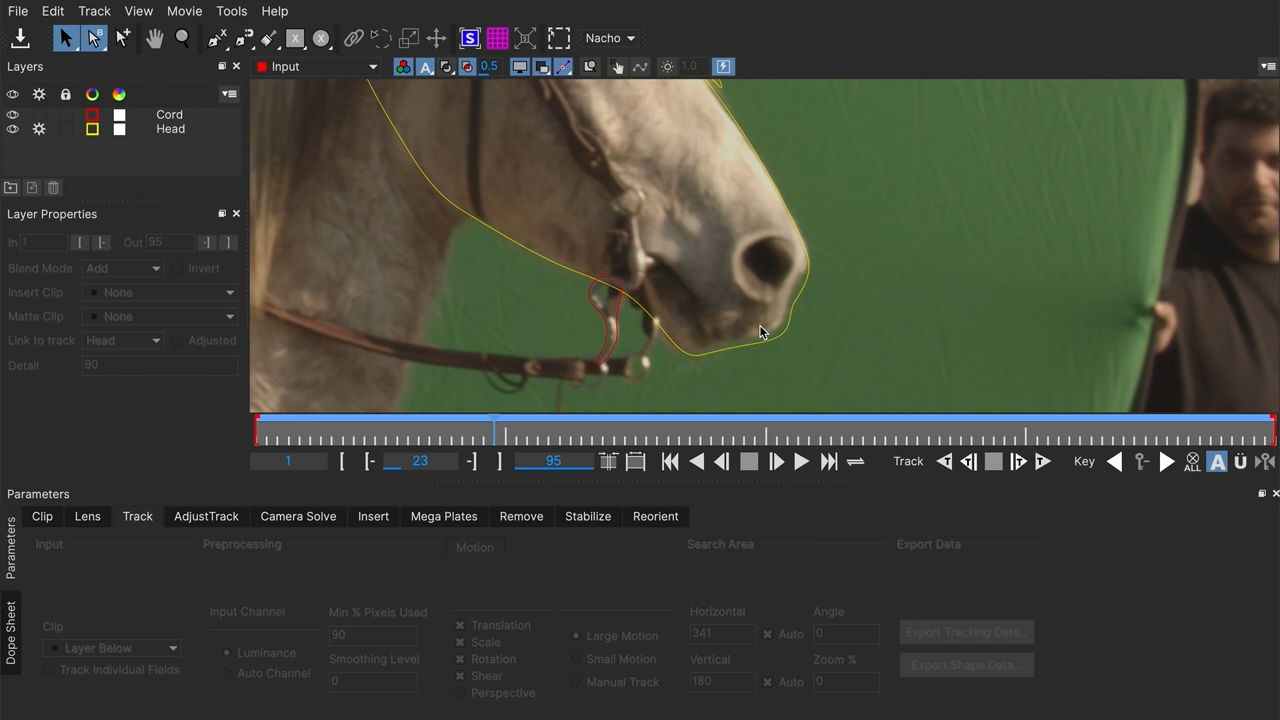 File Edit Track View Movie Tools Help
Nacho
Layers
Input
0.5
1.0
Cord
Head
Layer Properties
In 1 Out 95
Blend Mode Add Invert
Insert Clip None
Matte Clip None
Link to track Head Adjusted
Detail 90
1 23 95 Track Key ALL A
Parameters
Clip Lens Track AdjustTrack Camera Solve Insert Mega Plates Remove Stabilize Reorient
Parameters
Dope Sheet
Input Preprocessing Motion Search Area Export Data
Input Channel
Luminance
Auto Channel
Min % Pixels Used
90
Smoothing Level
0
Clip
Layer Below
Track Individual Fields
Translation
Scale
Rotation
Shear
Perspective
Large Motion
Small Motion
Manual Track
Horizontal Angle
341 Auto 0
Vertical Zoom %
180 Auto 0
Export Tracking Data...
Export Shape Data...